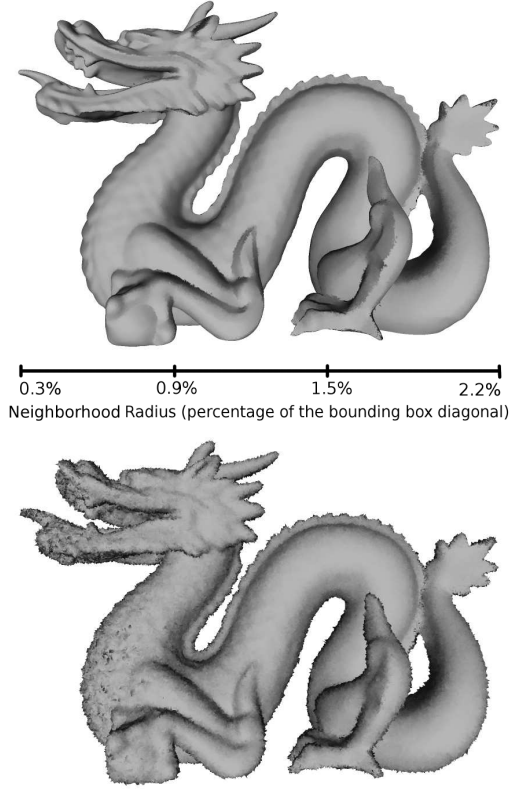 0.3% 0.9% 1.5% 2.2%
Neighborhood Radius (percentage of the bounding box diagonal)